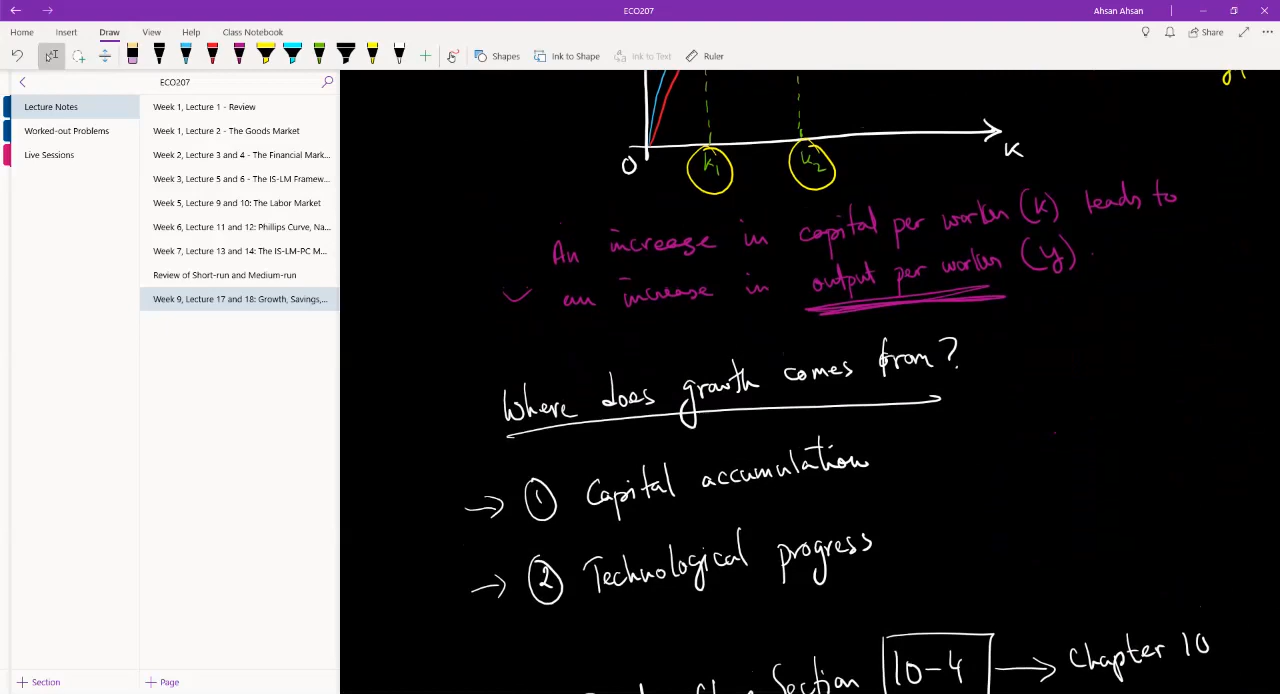 ECO207
Ahsan Ahsan
Home Insert Draw View Help Class Notebook
Share
Shapes Ink to Shape Ink to Text Ruler
ECO207
Lecture Notes
Worked-out Problems
Live Sessions
Week 1, Lecture 1 - Review
Week 1, Lecture 2 - The Goods Market
Week 2, Lecture 3 and 4 - The Financial Mark...
Week 3, Lecture 5 and 6 - The IS-LM Framew...
Week 5, Lecture 9 and 10: The Labor Market
Week 6, Lecture 11 and 12: Phillips Curve, Na...
Week 7, Lecture 13 and 14: The IS-LM-PC M...
Review of Short-run and Medium-run
Week 9, Lecture 17 and 18: Growth, Savings,...
Section
Page
0 k1 k2 K
An increase in capital per worker (K) leads to
an increase in output per worker (y)
Where does growth comes from?
→ ① Capital accumulation
→ ② Technological progress
Section 10-4 → Chapter 10